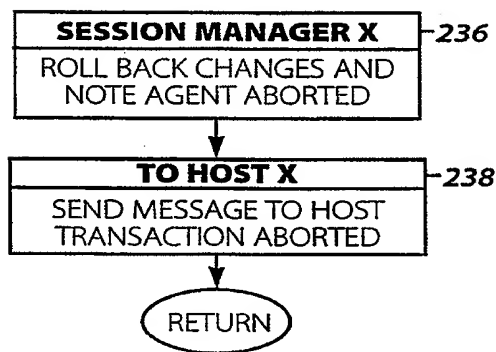 SESSION MANAGER X
236
ROLL BACK CHANGES AND
NOTE AGENT ABORTED
TO HOST X
238
SEND MESSAGE TO HOST
TRANSACTION ABORTED
RETURN